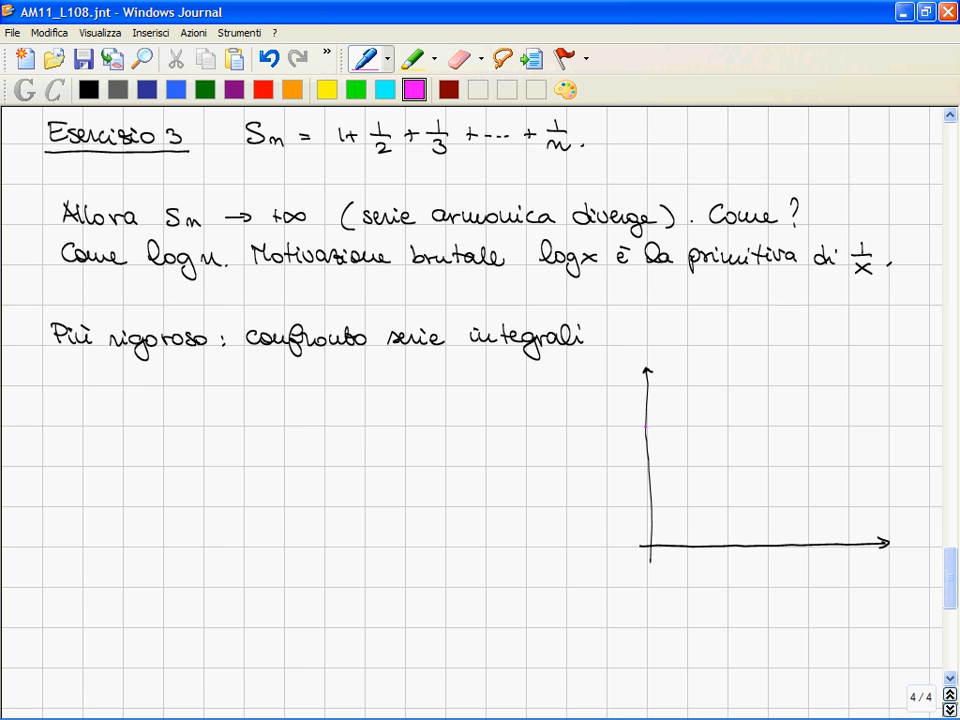 AM11_L108.jnt - Windows Journal
File Modifica Visualizza Inserisci Azioni Strumenti ?
Esercizio 3 Sn = 1+ 1/2 + 1/3 + ... + 1/n.
Allora Sn → +∞ (serie armonica diverge). Come?
Come log n. Motivazione brutale log x è la primitiva di 1/x.
Più rigoroso: confronto serie integrali
4 / 4